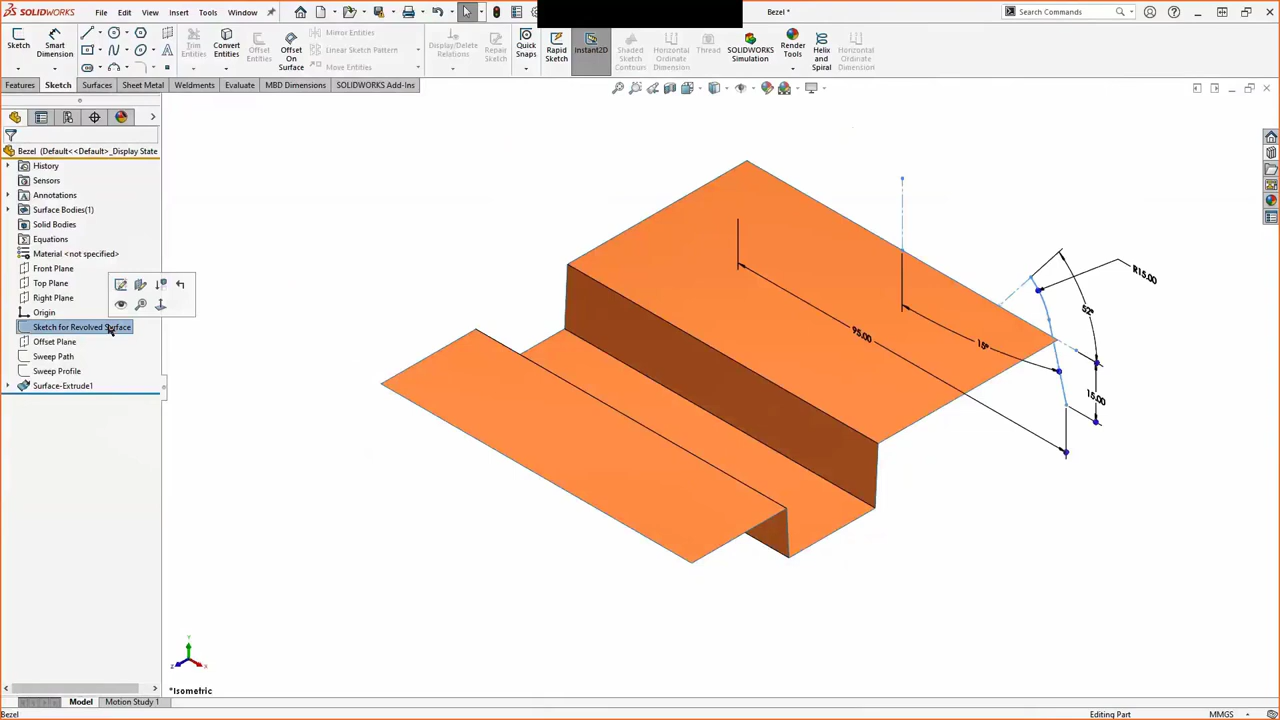 SOLIDWORKS File Edit View Insert Tools Window Bezel * Search Commands
Sketch Smart Dimension Trim Entities Convert Entities Offset Entities Offset On Surface Mirror Entities Linear Sketch Pattern Move Entities Display/Delete Relations Repair Sketch Quick Snaps Rapid Sketch Instant2D Shaded Sketch Contours Horizontal Ordinate Dimension Thread SOLIDWORKS Simulation Render Tools Helix and Spiral Horizontal Ordinate Dimension
Features Sketch Surfaces Sheet Metal Weldments Evaluate MBD Dimensions SOLIDWORKS Add-Ins
Bezel (Default<<Default>_Display State
History
Sensors
Annotations
Surface Bodies(1)
Solid Bodies
Equations
Material <not specified>
Front Plane
Top Plane
Right Plane
Origin
Sketch for Revolved Surface
Offset Plane
Sweep Path
Sweep Profile
Surface-Extrude1
R15.00
52°
95.00
15°
15.00
Y
Z
X
*Isometric
Model Motion Study 1
Bezel Editing Part MMGS